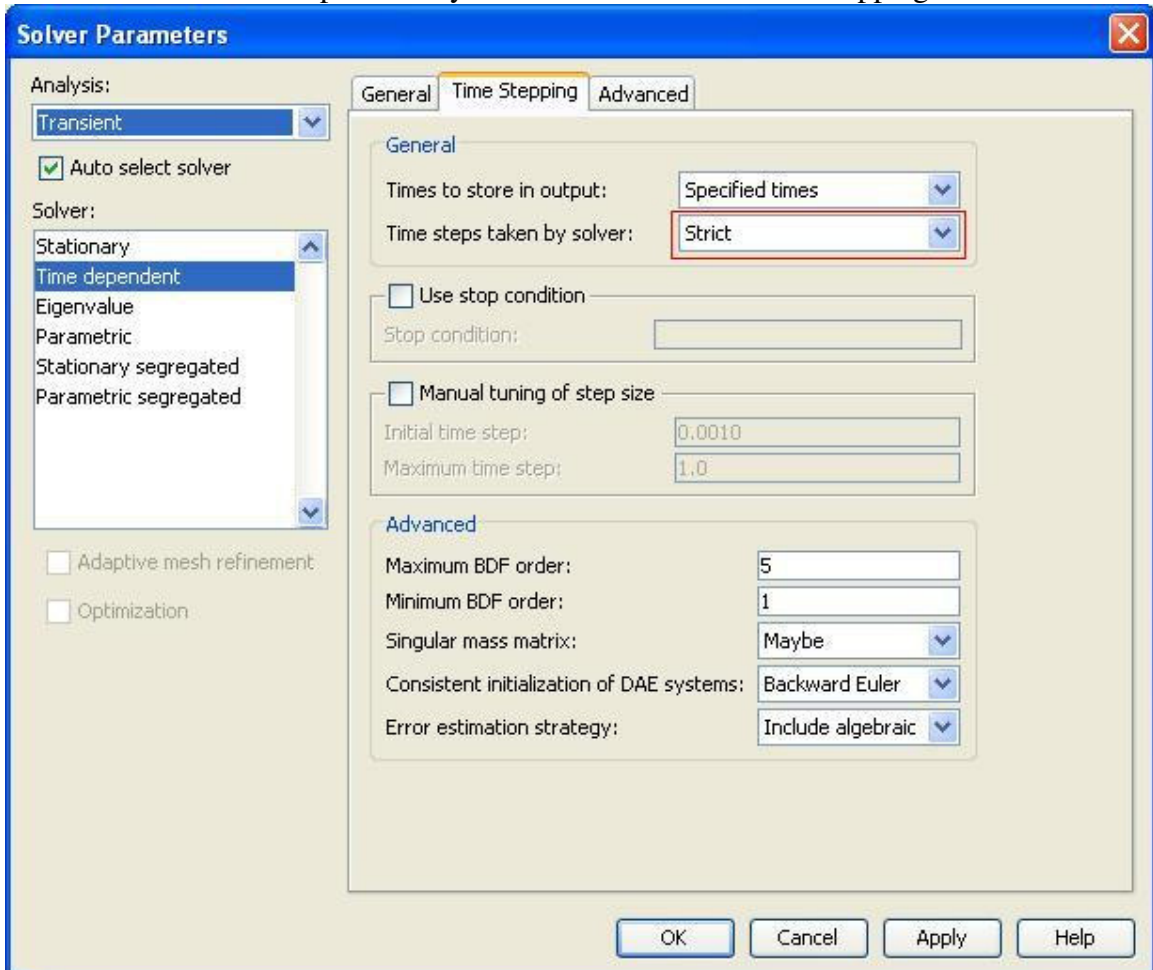 Solver Parameters
Analysis:
Transient
Auto select solver
Solver:
Stationary
Time dependent
Eigenvalue
Parametric
Stationary segregated
Parametric segregated
Adaptive mesh refinement
Optimization
General Time Stepping Advanced
General
Times to store in output: Specified times
Time steps taken by solver: Strict
Use stop condition
Stop condition:
Manual tuning of step size
Initial time step: 0.0010
Maximum time step: 1.0
Advanced
Maximum BDF order: 5
Minimum BDF order: 1
Singular mass matrix: Maybe
Consistent initialization of DAE systems: Backward Euler
Error estimation strategy: Include algebraic
OK Cancel Apply Help